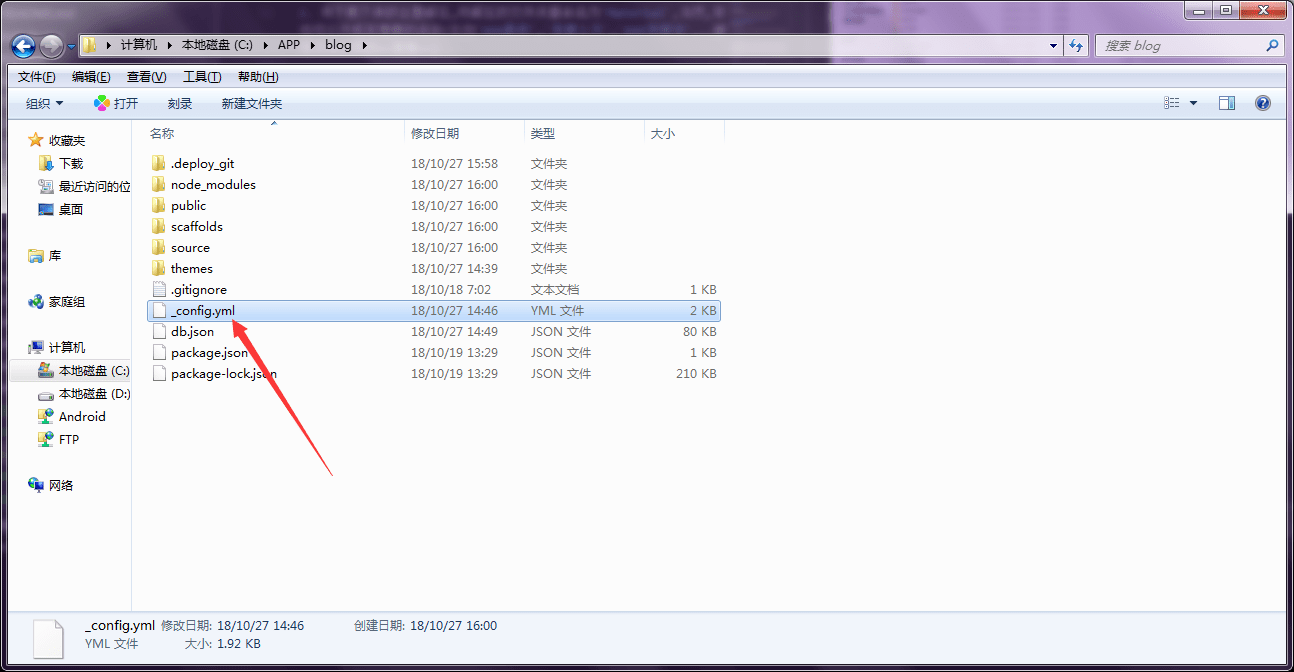 计算机 本地磁盘 (C:) APP blog
搜索 blog
文件(F) 编辑(E) 查看(V) 工具(T) 帮助(H)
组织 打开 刻录 新建文件夹
名称 修改日期 类型 大小
收藏夹
下载
最近访问的位
桌面
库
家庭组
计算机
本地磁盘 (C:)
本地磁盘 (D:)
Android
FTP
网络
.deploy_git 18/10/27 15:58 文件夹
node_modules 18/10/27 16:00 文件夹
public 18/10/27 16:00 文件夹
scaffolds 18/10/27 16:00 文件夹
source 18/10/27 16:00 文件夹
themes 18/10/27 14:39 文件夹
.gitignore 18/10/18 7:02 文本文档 1 KB
_config.yml 18/10/27 14:46 YML 文件 2 KB
db.json 18/10/27 14:49 JSON 文件 80 KB
package.json 18/10/19 13:29 JSON 文件 1 KB
package-lock.json 18/10/19 13:29 JSON 文件 210 KB
_config.yml 修改日期: 18/10/27 14:46 创建日期: 18/10/27 16:00
YML 文件 大小: 1.92 KB